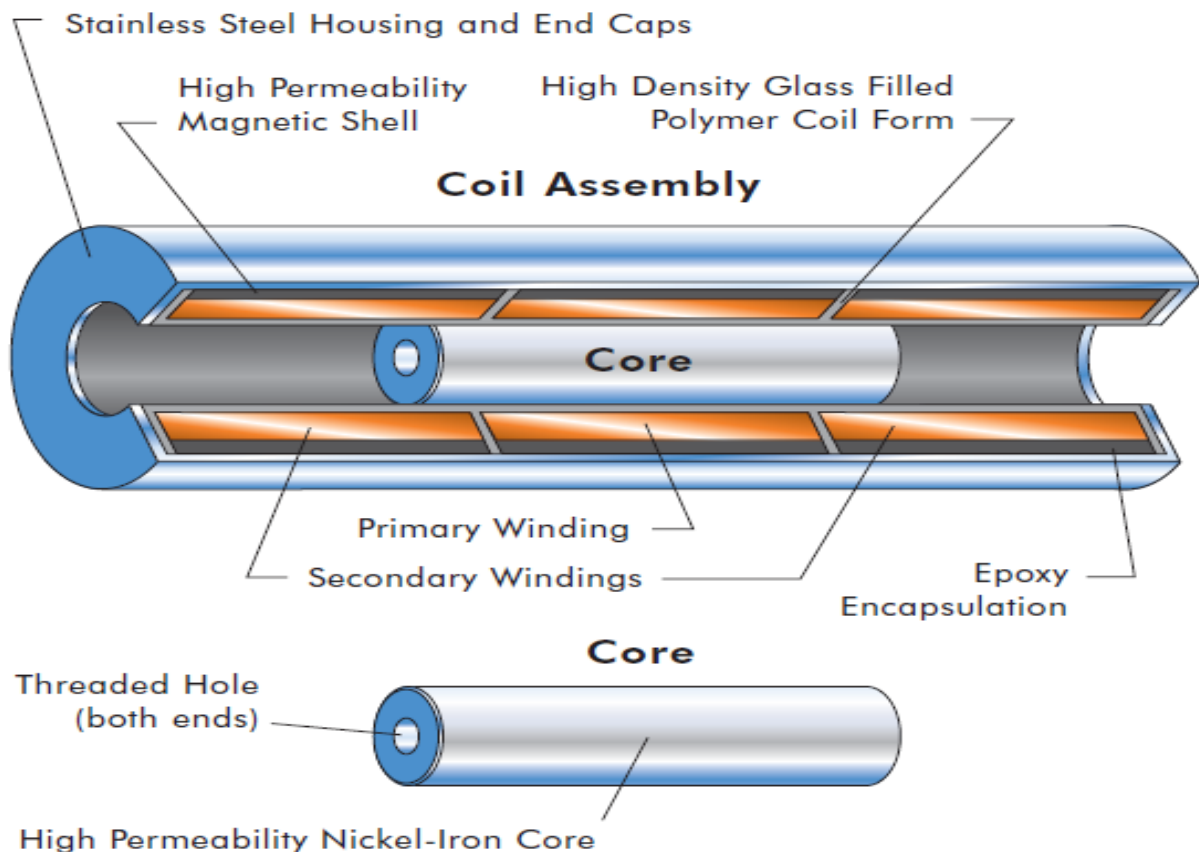 Stainless Steel Housing and End Caps
High Permeability
Magnetic Shell
High Density Glass Filled
Polymer Coil Form
Coil Assembly
Core
Primary Winding
Secondary Windings
Epoxy
Encapsulation
Core
Threaded Hole
(both ends)
High Permeability Nickel-Iron Core